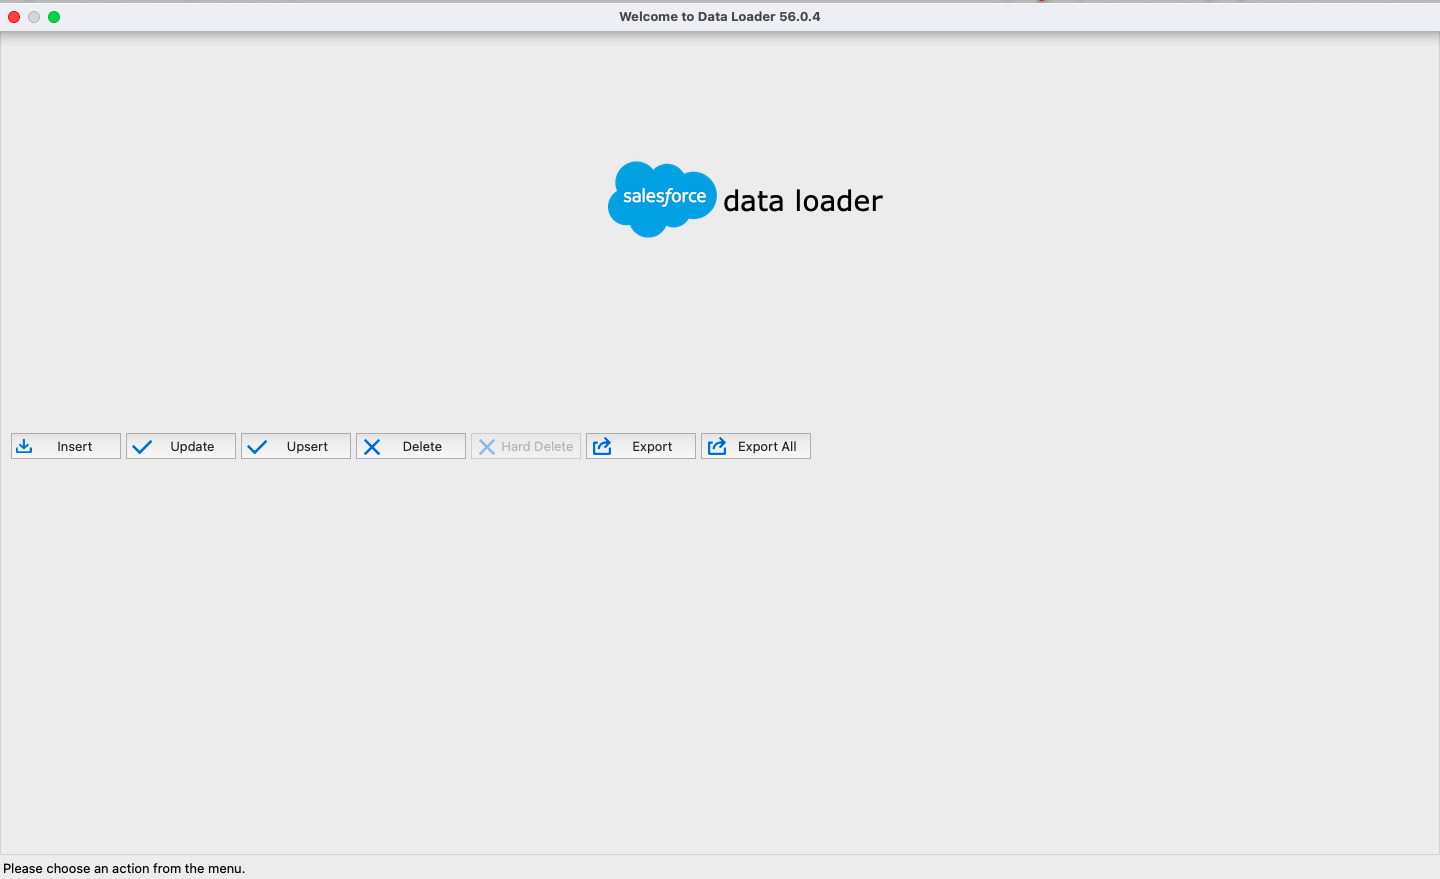 Welcome to Data Loader 56.0.4
salesforce data loader
Insert Update Upsert Delete Hard Delete Export Export All
Please choose an action from the menu.